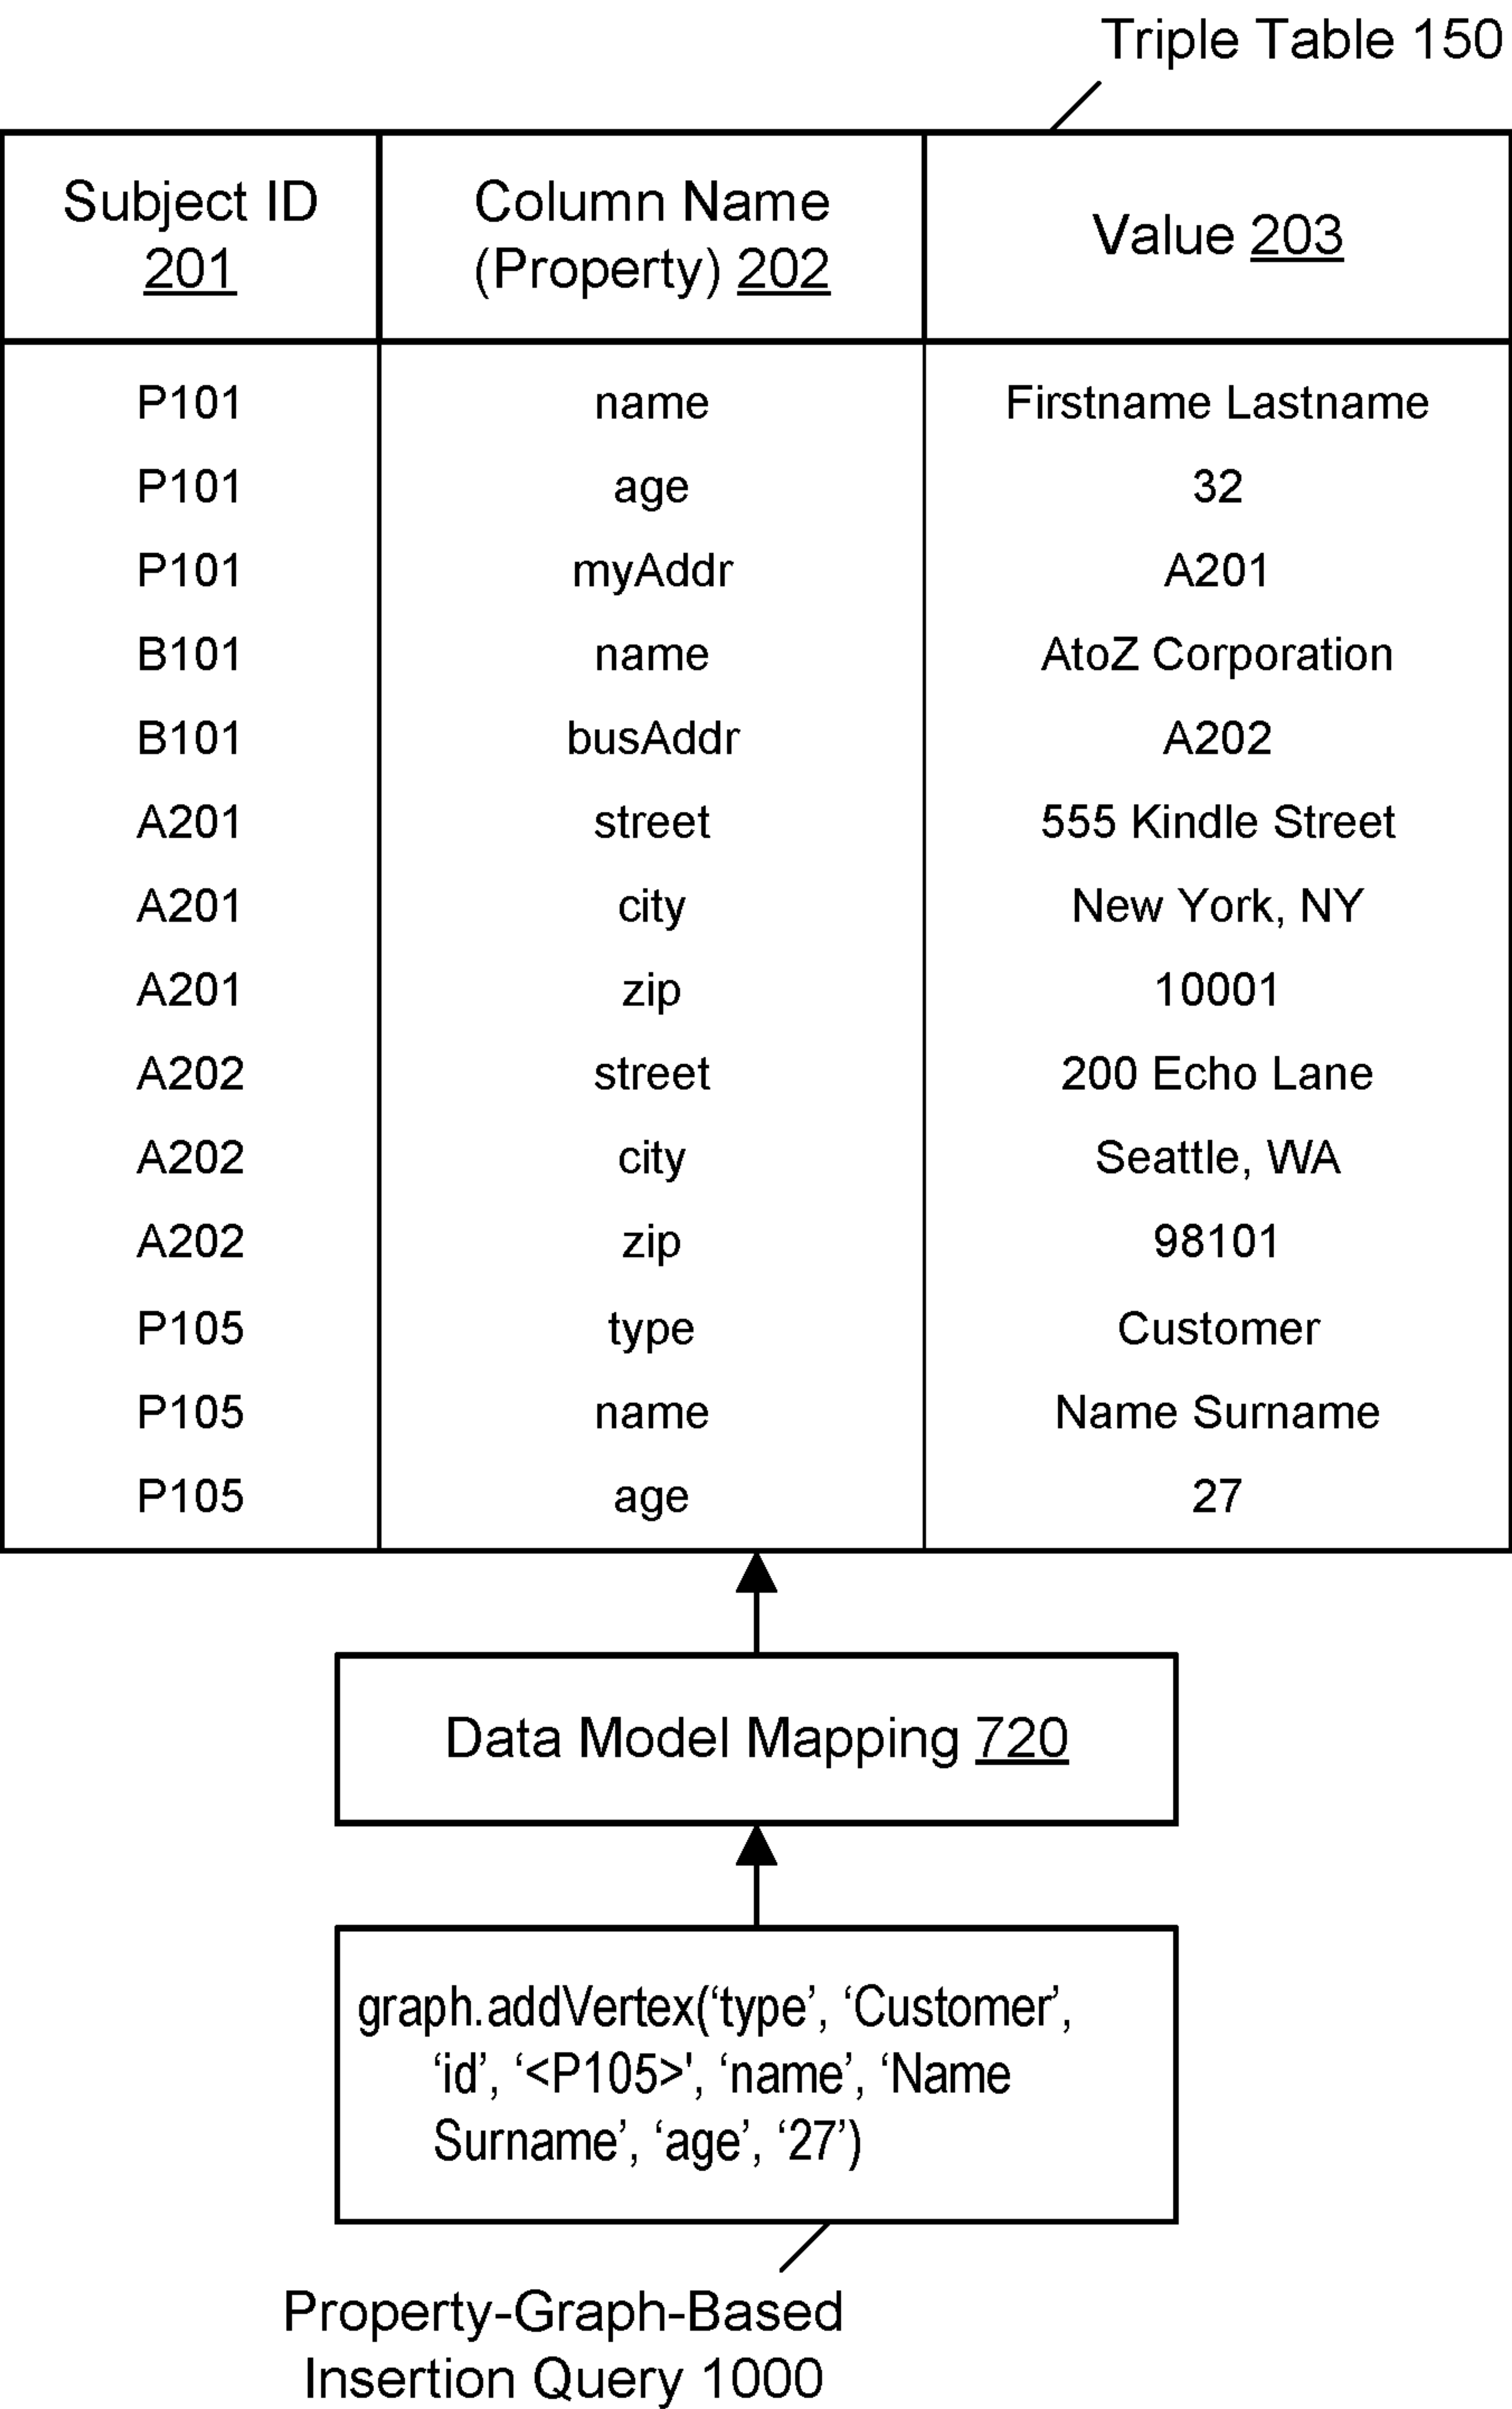 Triple Table 150
Subject ID 201
Column Name (Property) 202
Value 203
P101 name Firstname Lastname
P101 age 32
P101 myAddr A201
B101 name AtoZ Corporation
B101 busAddr A202
A201 street 555 Kindle Street
A201 city New York, NY
A201 zip 10001
A202 street 200 Echo Lane
A202 city Seattle, WA
A202 zip 98101
P105 type Customer
P105 name Name Surname
P105 age 27
Data Model Mapping 720
graph.addVertex(‘type’, ‘Customer’,
‘id’, ‘<P105>', ‘name’, ‘Name
Surname’, ‘age’, ‘27’)
Property-Graph-Based
Insertion Query 1000